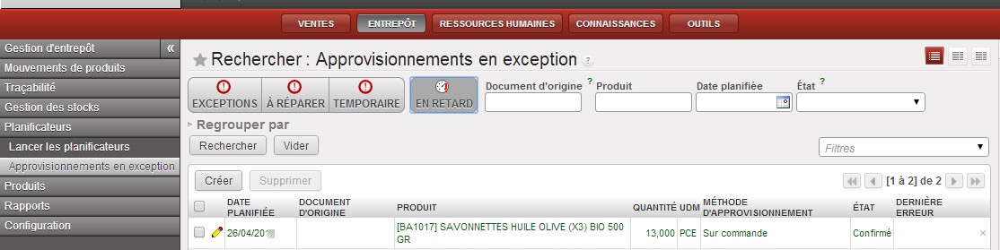 VENTES ENTREPÔT RESSOURCES HUMAINES CONNAISSANCES OUTILS
Gestion d'entrepôt «
Mouvements de produits
Traçabilité
Gestion des stocks
Planificateurs
Lancer les planificateurs
Approvisionnements en exception
Produits
Rapports
Configuration
Rechercher : Approvisionnements en exception ?
EXCEPTIONS À RÉPARER TEMPORAIRE EN RETARD
Document d'origine ? Produit Date planifiée État ?
Regrouper par
Rechercher Vider
Filtres
Créer Supprimer
[1 à 2] de 2
DATE PLANIFIÉE DOCUMENT D'ORIGINE PRODUIT QUANTITÉ UDM MÉTHODE D'APPROVISIONNEMENT ÉTAT DERNIÈRE ERREUR
26/04/201 [BA1017] SAVONNETTES HUILE OLIVE (X3) BIO 500 GR 13,000 PCE Sur commande Confirmé